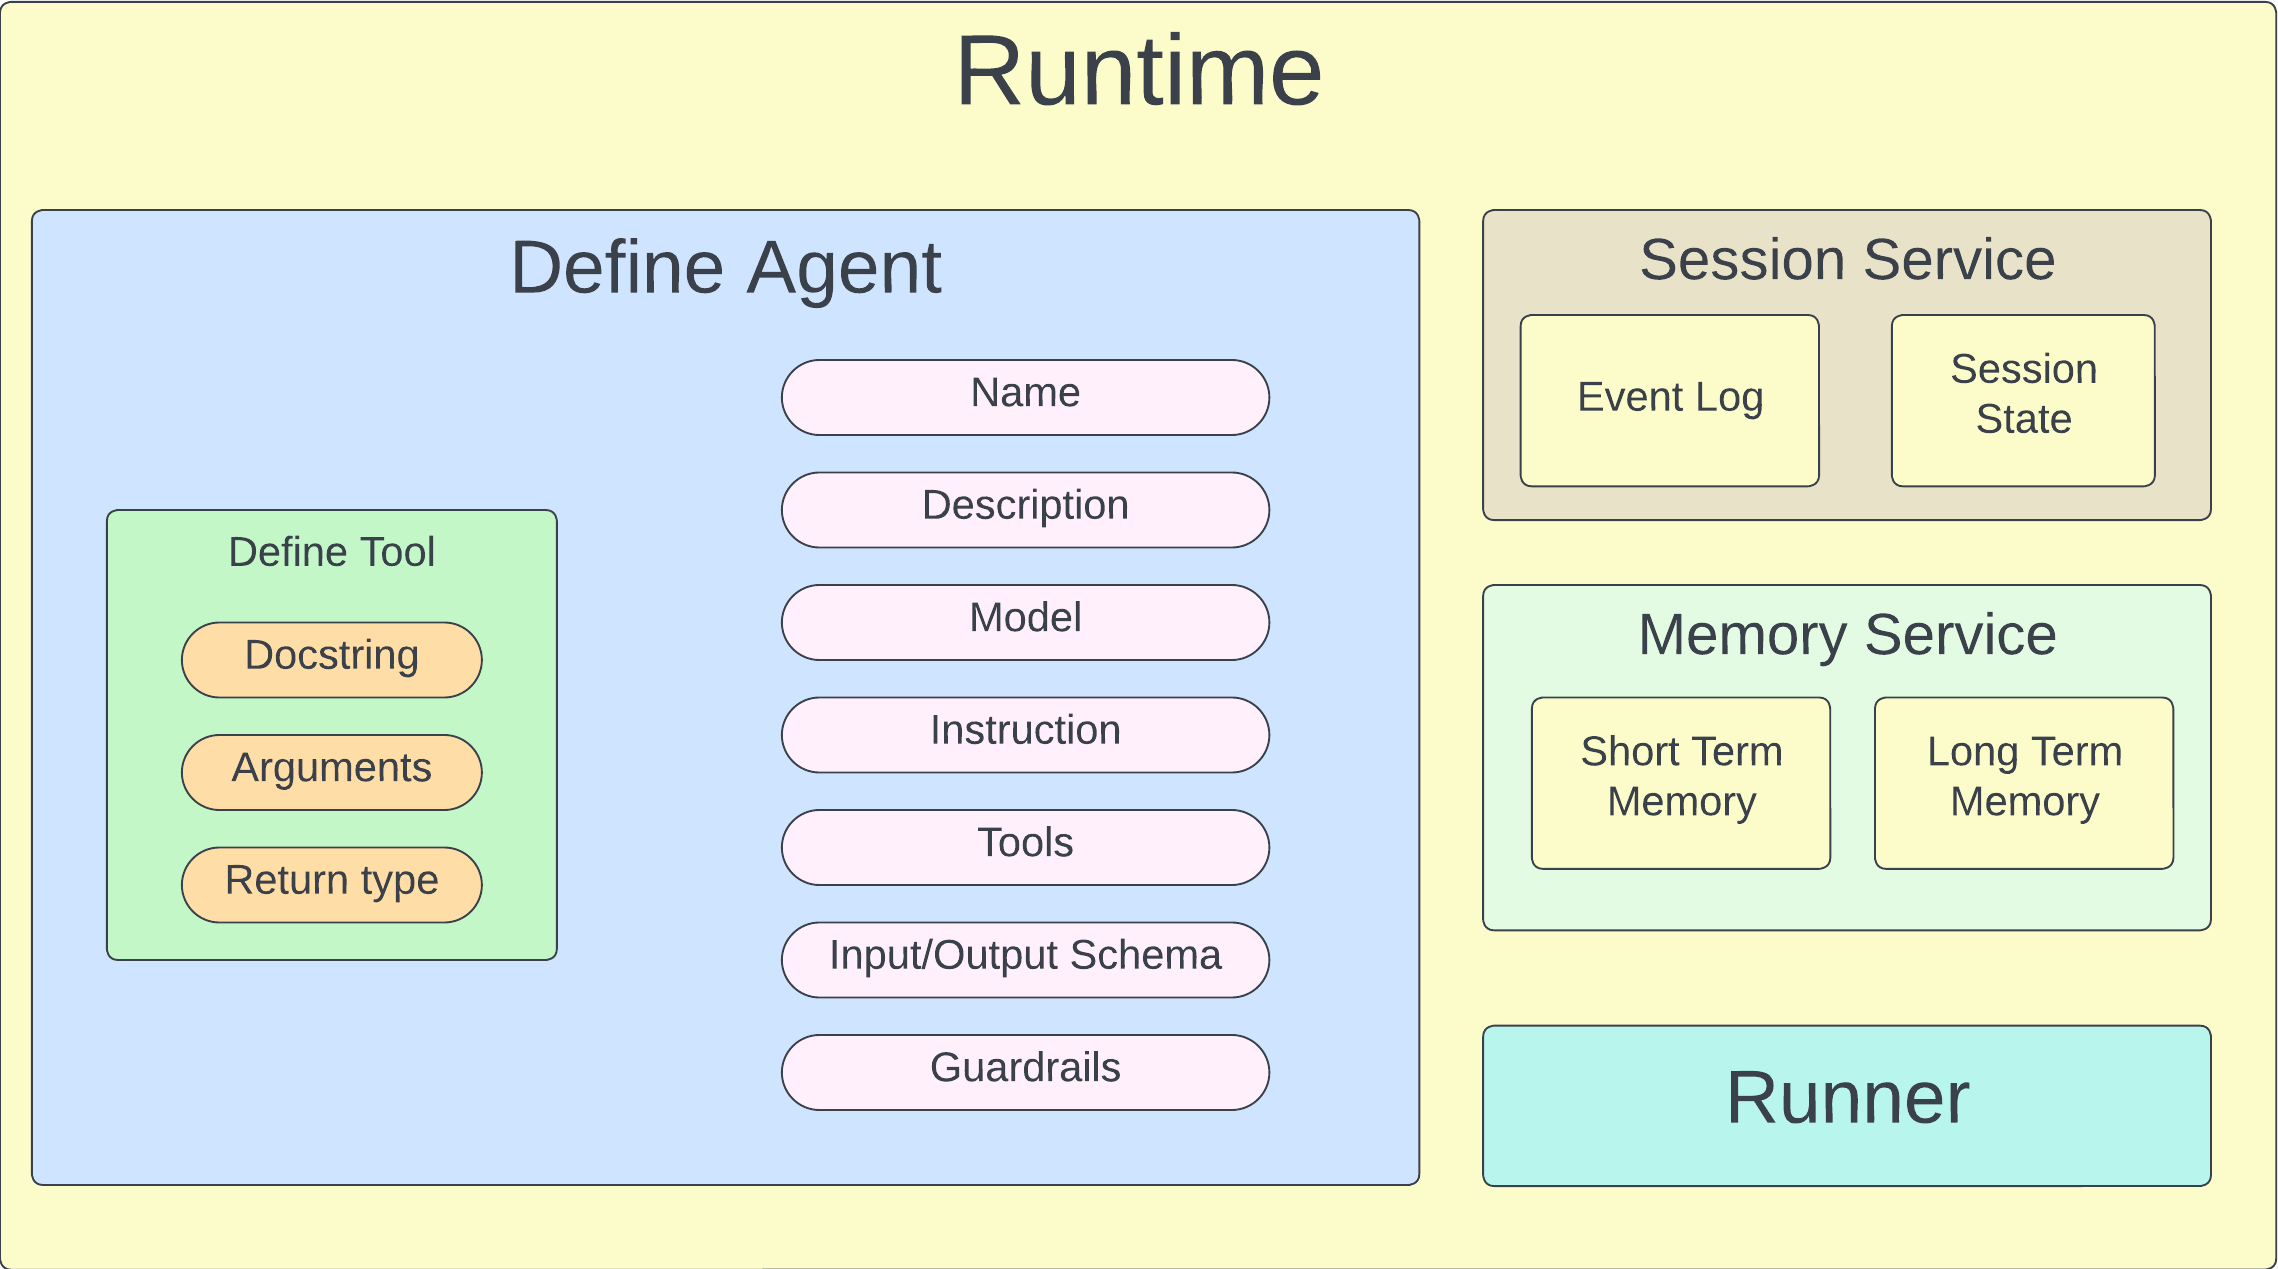 Runtime
Define Agent
Define Tool
Docstring
Arguments
Return type
Name
Description
Model
Instruction
Tools
Input/Output Schema
Guardrails
Session Service
Event Log
Session
State
Memory Service
Short Term
Memory
Long Term
Memory
Runner